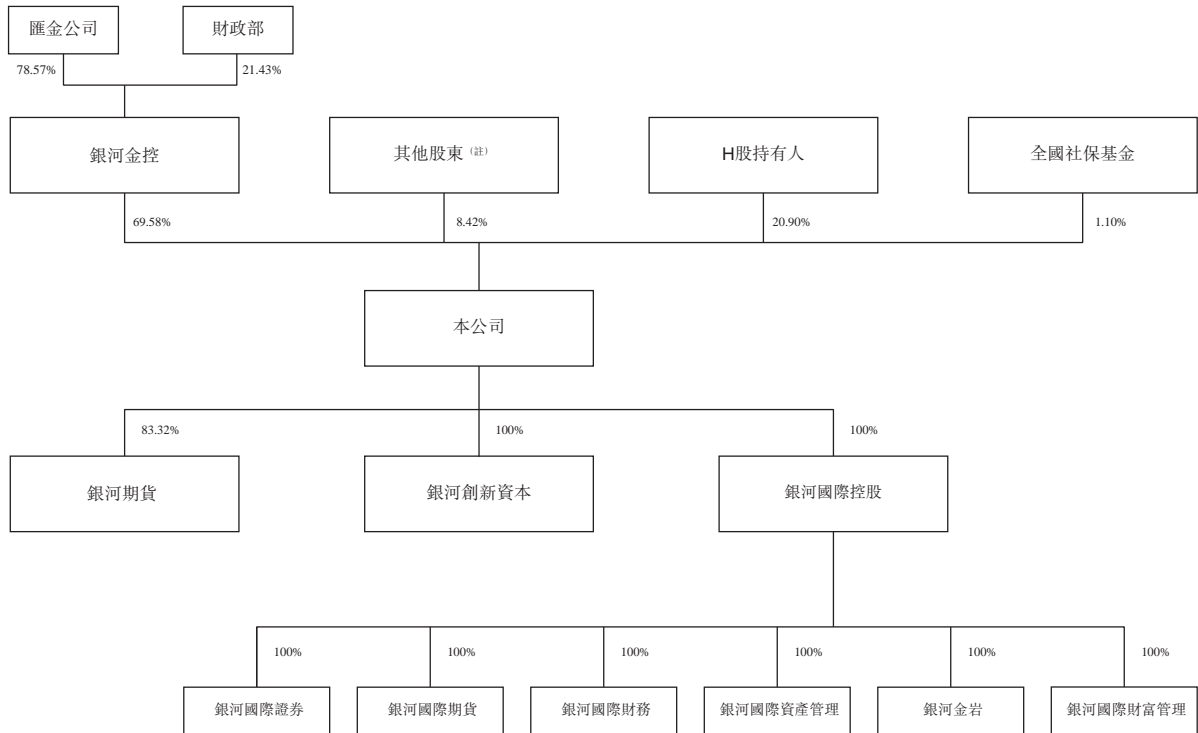 匯金公司
財政部
78.57%
21.43%
銀河金控
其他股東 (註)
H股持有人
全國社保基金
69.58%
8.42%
20.90%
1.10%
本公司
83.32%
100%
100%
銀河期貨
銀河創新資本
銀河國際控股
100%
100%
100%
100%
100%
100%
銀河國際證券
銀河國際期貨
銀河國際財務
銀河國際資產管理
銀河金岩
銀河國際財富管理